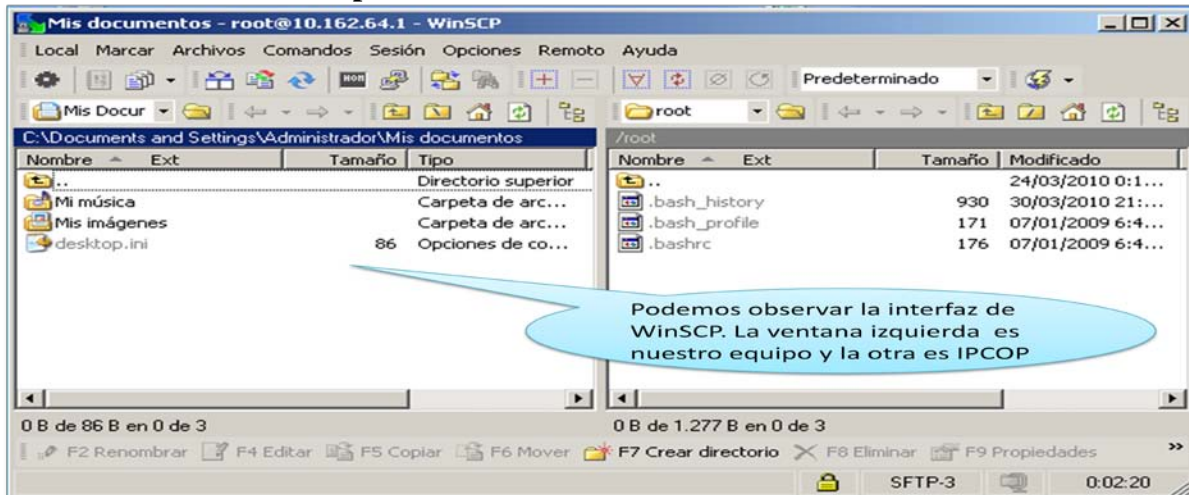 Mis documentos - root@10.162.64.1 - WinSCP
Local Marcar Archivos Comandos Sesión Opciones Remoto Ayuda
Predeterminado
Mis Docur root
C:\Documents and Settings\Administrador\Mis documentos /root
Nombre Ext Tamaño Tipo Nombre Ext Tamaño Modificado
.. Directorio superior .. 24/03/2010 0:1...
Mi música Carpeta de arc... .bash_history 930 30/03/2010 21:...
Mis imágenes Carpeta de arc... .bash_profile 171 07/01/2009 6:4...
desktop.ini 86 Opciones de co... .bashrc 176 07/01/2009 6:4...
Podemos observar la interfaz de
WinSCP. La ventana izquierda es
nuestro equipo y la otra es IPCOP
0 B de 86 B en 0 de 3 0 B de 1.277 B en 0 de 3
F2 Renombrar F4 Editar F5 Copiar F6 Mover F7 Crear directorio F8 Eliminar F9 Propiedades »
SFTP-3 0:02:20